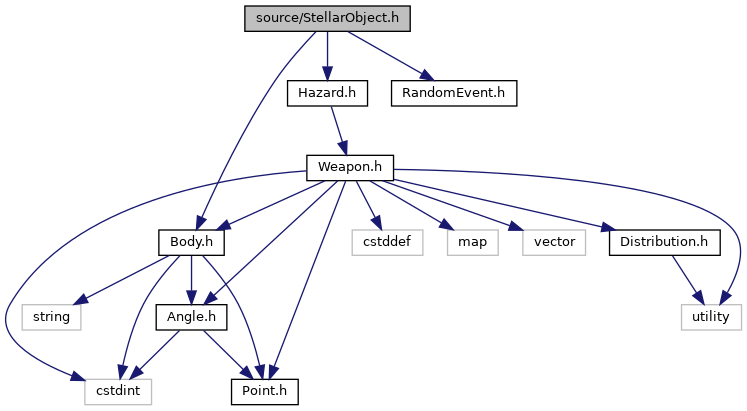 source/StellarObject.h
Hazard.h
RandomEvent.h
Weapon.h
Body.h
cstddef
map
vector
Distribution.h
string
Angle.h
utility
cstdint
Point.h